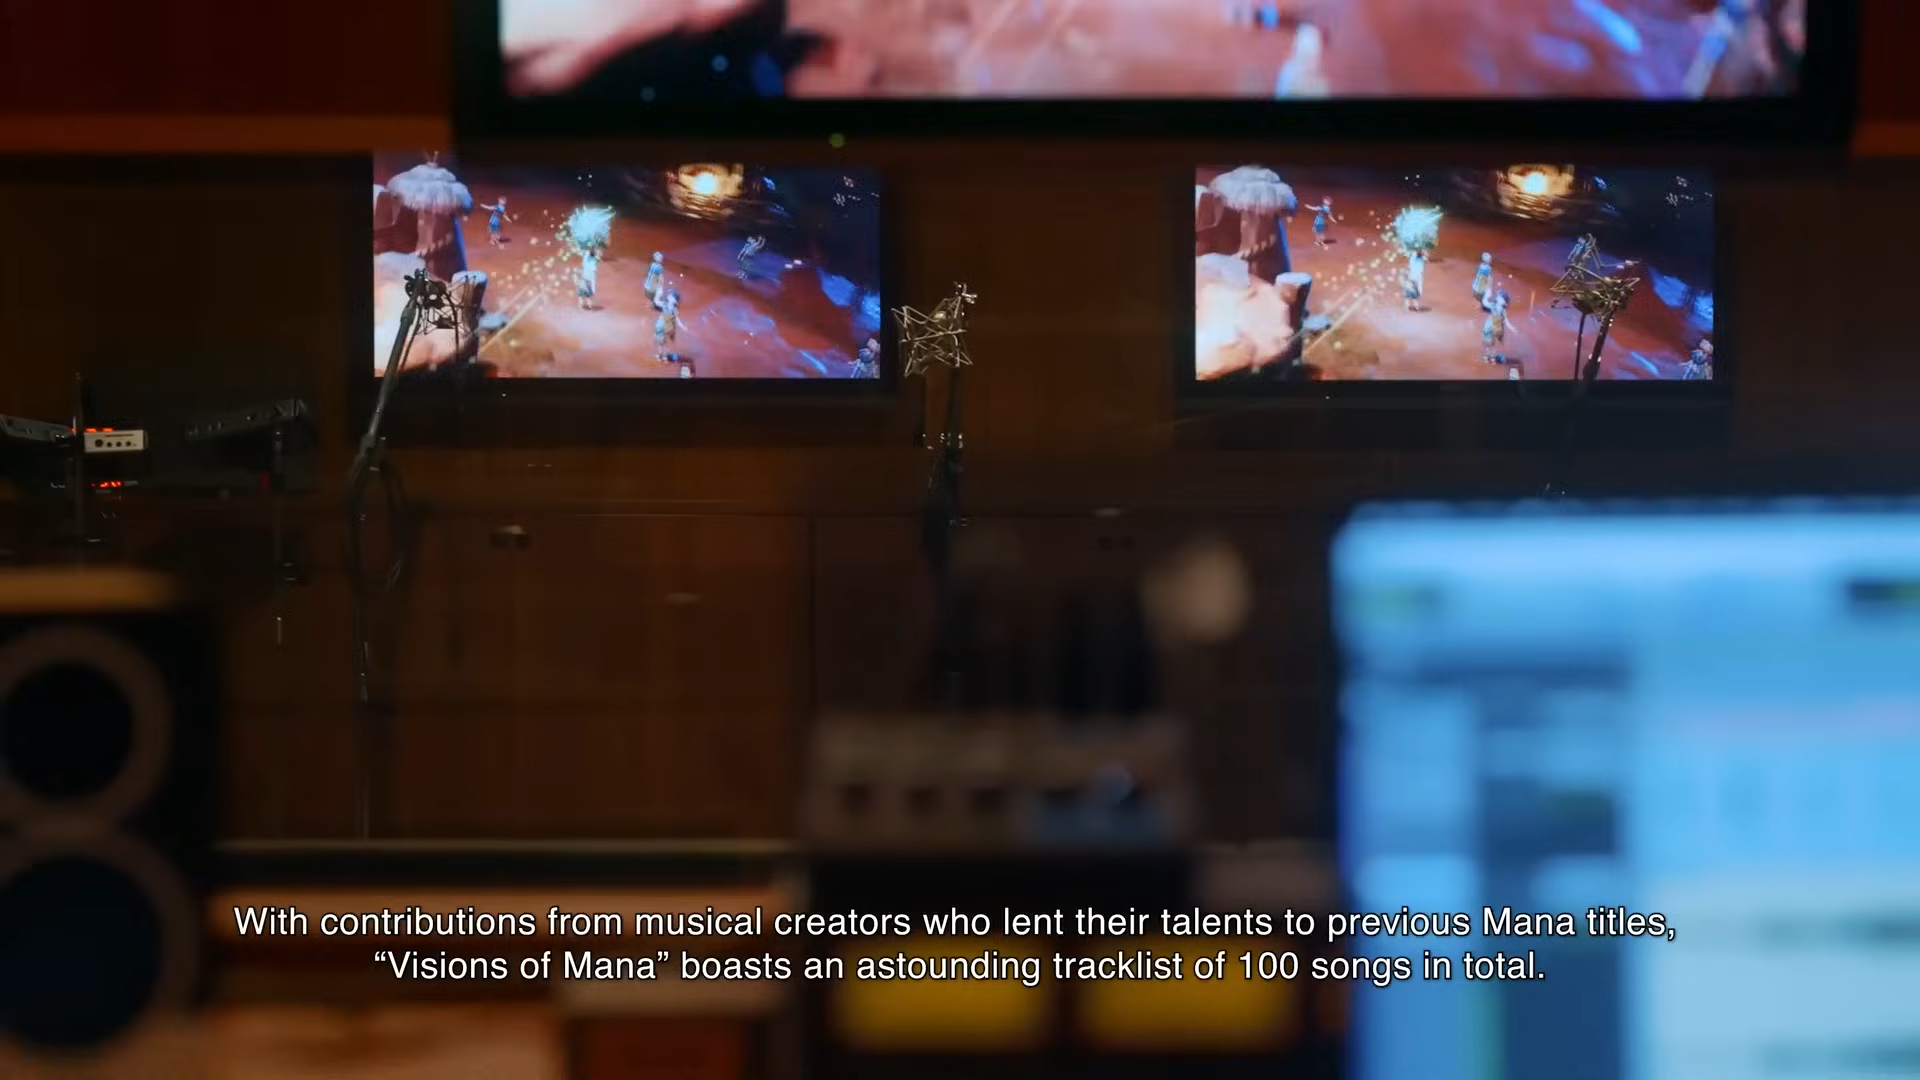 With contributions from musical creators who lent their talents to previous Mana titles,
“Visions of Mana” boasts an astounding tracklist of 100 songs in total.